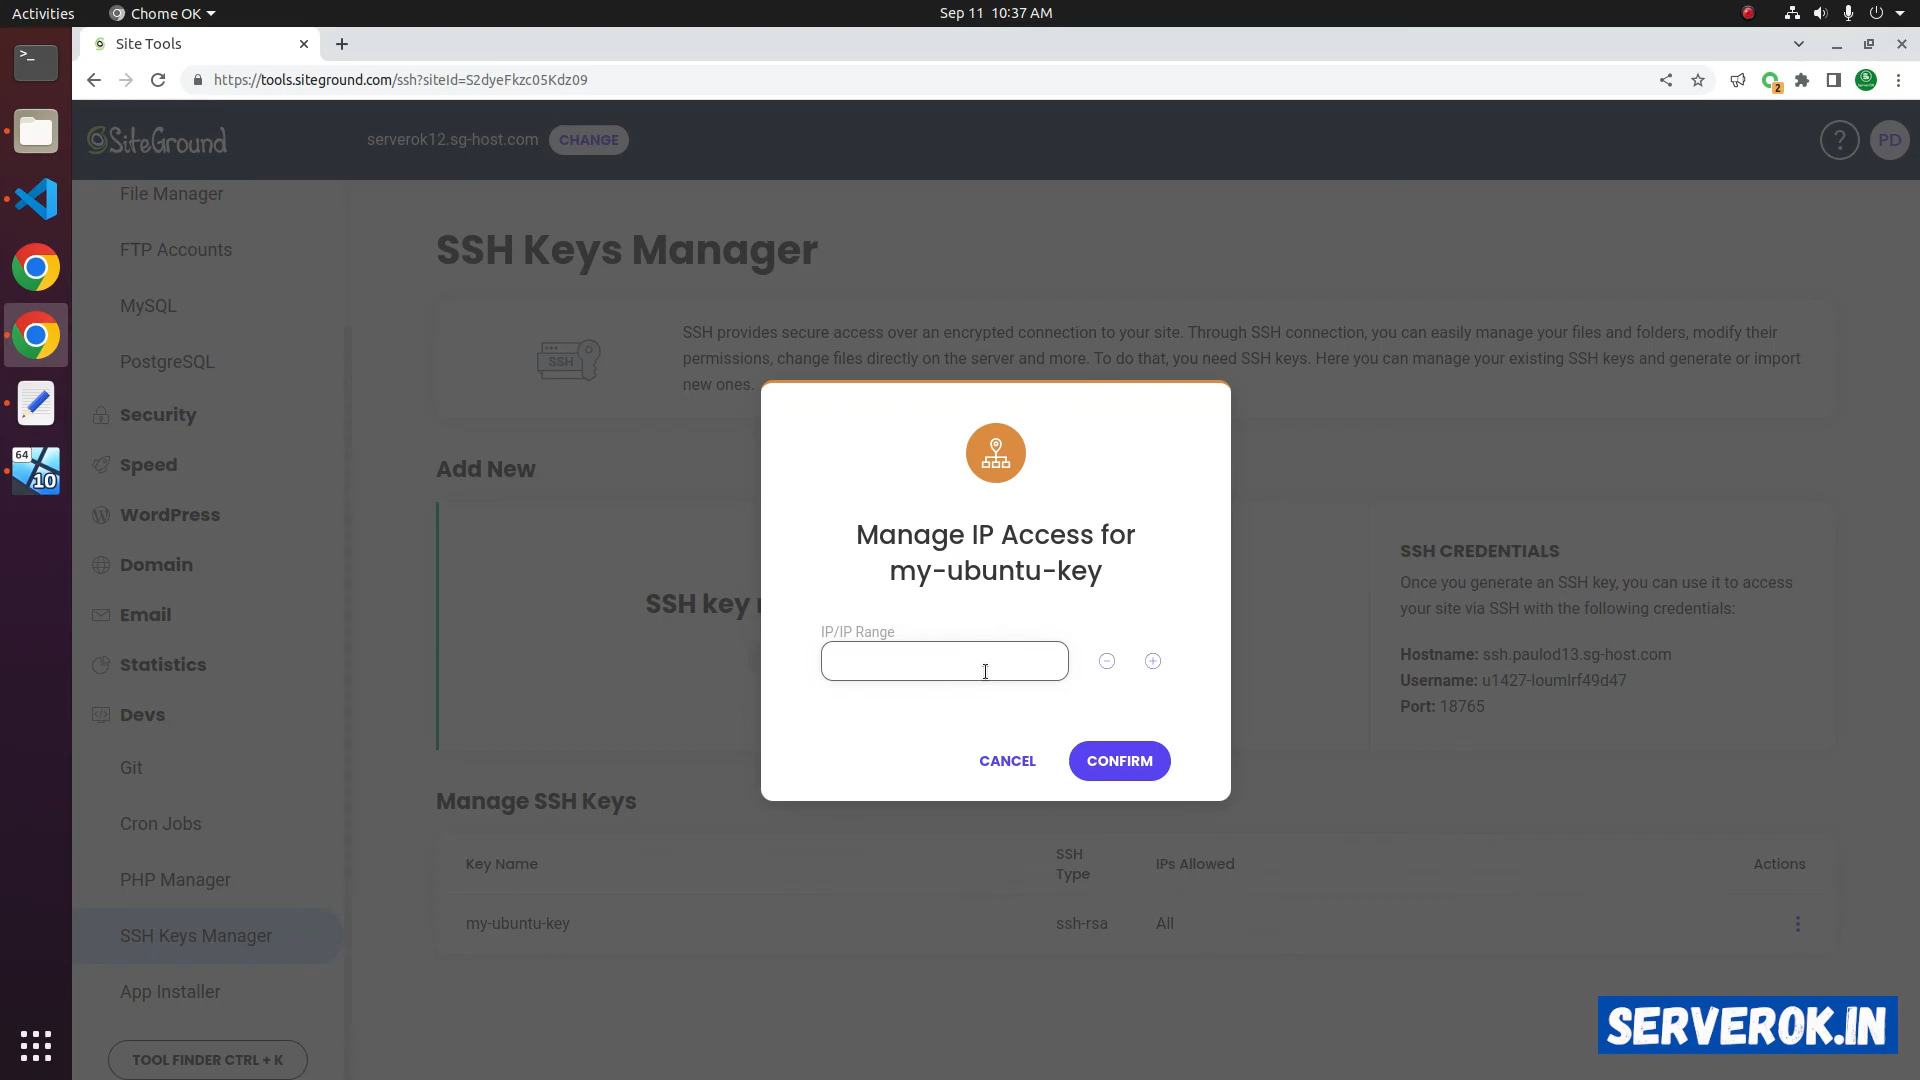 Activities
Chome OK
Sep 11 10:37 AM
Site Tools
https://tools.siteground.com/ssh?siteId=S2dyeFkzc05Kdz09
2
SiteGround
serverok12.sg-host.com
CHANGE
?
PD
File Manager
FTP Accounts
MySQL
PostgreSQL
Security
Speed
WordPress
Domain
Email
Statistics
Devs
Git
Cron Jobs
PHP Manager
SSH Keys Manager
App Installer
TOOL FINDER CTRL + K
64
10
SSH Keys Manager
SSH
SSH provides secure access over an encrypted connection to your site. Through SSH connection, you can easily manage your files and folders, modify their
permissions, change files directly on the server and more. To do that, you need SSH keys. Here you can manage your existing SSH keys and generate or import
new ones.
Add New
SSH key
Manage IP Access for
my-ubuntu-key
IP/IP Range
CANCEL
CONFIRM
SSH CREDENTIALS
Once you generate an SSH key, you can use it to access
your site via SSH with the following credentials:
Hostname: ssh.paulod13.sg-host.com
Username: u1427-loumlrf49d47
Port: 18765
Manage SSH Keys
Key Name
SSH
Type
IPs Allowed
Actions
my-ubuntu-key
ssh-rsa
All
SERVEROK.IN